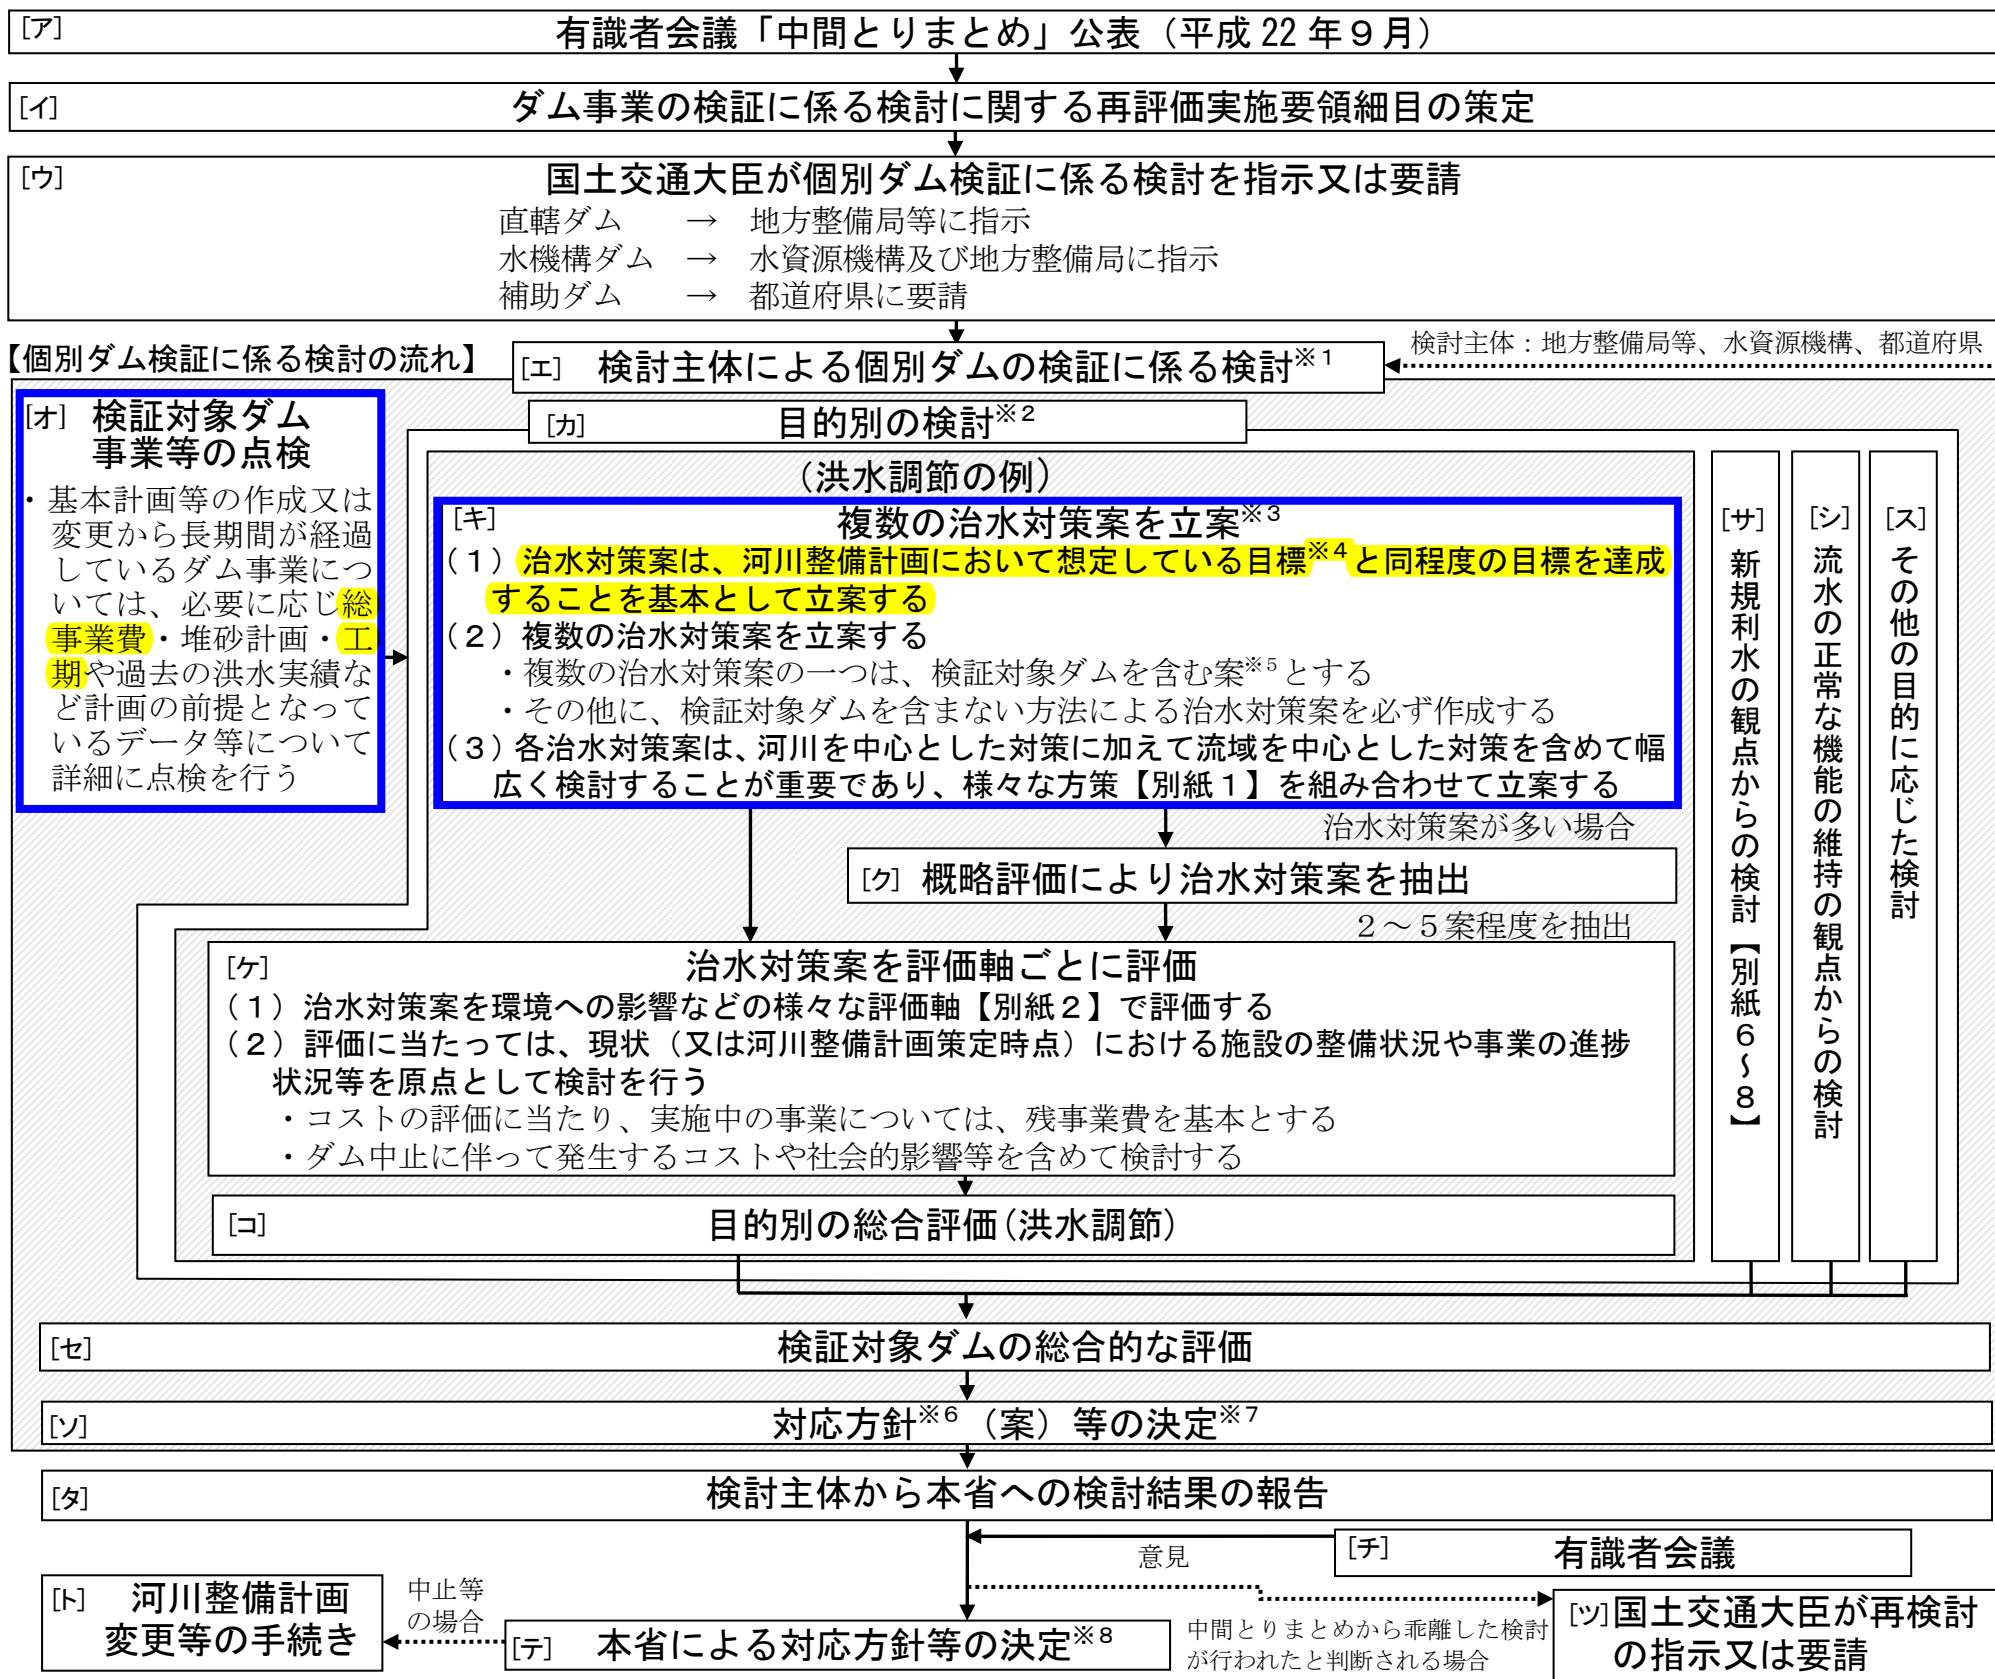 [ア] 有識者会議「中間とりまとめ」公表（平成22年９月）
[イ] ダム事業の検証に係る検討に関する再評価実施要領細目の策定
[ウ] 国土交通大臣が個別ダム検証に係る検討を指示又は要請
直轄ダム → 地方整備局等に指示
水機構ダム → 水資源機構及び地方整備局に指示
補助ダム → 都道府県に要請
【個別ダム検証に係る検討の流れ】
[エ] 検討主体による個別ダムの検証に係る検討※1
検討主体：地方整備局等、水資源機構、都道府県
[オ] 検証対象ダム
事業等の点検
・基本計画等の作成又は
変更から長期間が経過
しているダム事業につ
いては、必要に応じ総
事業費・堆砂計画・工
期や過去の洪水実績な
ど計画の前提となって
いるデータ等について
詳細に点検を行う
[カ] 目的別の検討※2
(洪水調節の例)
[キ] 複数の治水対策案を立案※3
(１) 治水対策案は、河川整備計画において想定している目標※4と同程度の目標を達成
することを基本として立案する
(２) 複数の治水対策案を立案する
・複数の治水対策案の一つは、検証対象ダムを含む案※5とする
・その他に、検証対象ダムを含まない方法による治水対策案を必ず作成する
(３) 各治水対策案は、河川を中心とした対策に加えて流域を中心とした対策を含めて幅
広く検討することが重要であり、様々な方策【別紙１】を組み合わせて立案する
治水対策案が多い場合
[ク] 概略評価により治水対策案を抽出
２～５案程度を抽出
[ケ] 治水対策案を評価軸ごとに評価
(１) 治水対策案を環境への影響などの様々な評価軸【別紙２】で評価する
(２) 評価に当たっては、現状（又は河川整備計画策定時点）における施設の整備状況や事業の進捗
状況等を原点として検討を行う
・コストの評価に当たり、実施中の事業については、残事業費を基本とする
・ダム中止に伴って発生するコストや社会的影響等を含めて検討する
[コ] 目的別の総合評価(洪水調節)
[サ] 新規利水の観点からの検討【別紙６～８】
[シ] 流水の正常な機能の維持の観点からの検討
[ス] その他の目的に応じた検討
[セ] 検証対象ダムの総合的な評価
[ソ] 対応方針※6（案）等の決定※7
[タ] 検討主体から本省への検討結果の報告
[チ] 有識者会議
意見
[ト] 河川整備計画
変更等の手続き
中止等
の場合
[テ] 本省による対応方針等の決定※8
中間とりまとめから乖離した検討
が行われたと判断される場合
[ツ] 国土交通大臣が再検討
の指示又は要請